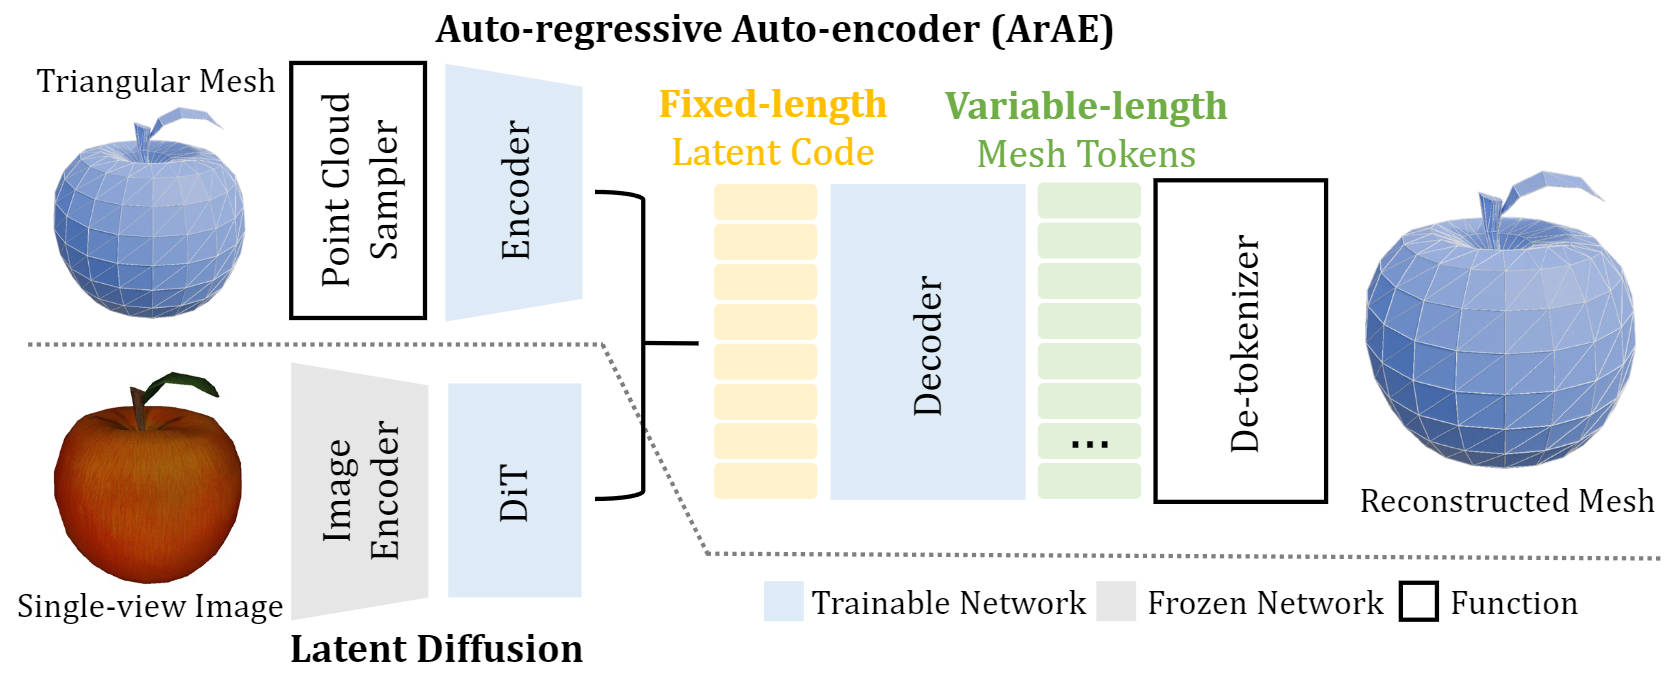 Auto-regressive Auto-encoder (ArAE)
Triangular Mesh
Point Cloud
Sampler
Encoder
Fixed-length
Latent Code
Variable-length
Mesh Tokens
Decoder
...
De-tokenizer
Reconstructed Mesh
Image
Encoder
DiT
Single-view Image
Latent Diffusion
Trainable Network
Frozen Network
Function